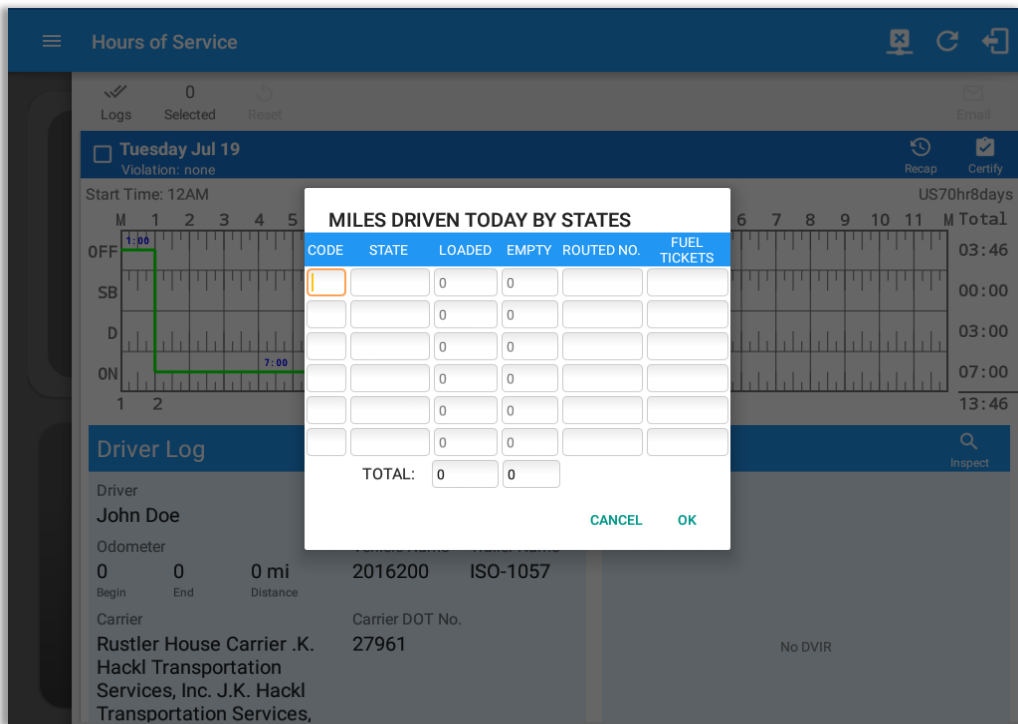 Hours of Service
Logs
0
Selected
Reset
Email
Tuesday Jul 19
Violation: none
Recap
Certify
Start Time: 12AM
US70hr8days
M 1 2 3 4 5
6 7 8 9 10 11 M Total
OFF 1:00 03:46
SB 00:00
D 03:00
ON 7:00 07:00
1 2 13:46
MILES DRIVEN TODAY BY STATES
CODE STATE LOADED EMPTY ROUTED NO. FUEL TICKETS
0 0
0 0
0 0
0 0
0 0
0 0
TOTAL: 0 0
CANCEL OK
Driver Log
Inspect
Driver
John Doe
Odometer
0 0 0 mi 2016200 ISO-1057
Begin End Distance
Carrier Carrier DOT No.
Rustler House Carrier .K. 27961
Hackl Transportation
Services, Inc. J.K. Hackl
Transportation Services,
No DVIR